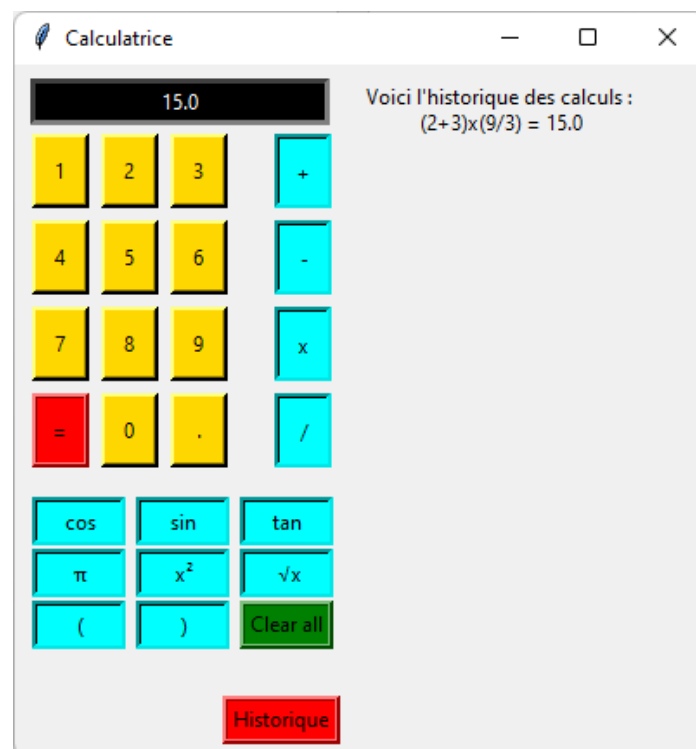 Calculatrice
15.0
Voici l'historique des calculs :
(2+3)x(9/3) = 15.0
1 2 3 +
4 5 6 -
7 8 9 x
= 0 . /
cos sin tan
π x² √x
( ) Clear all
Historique